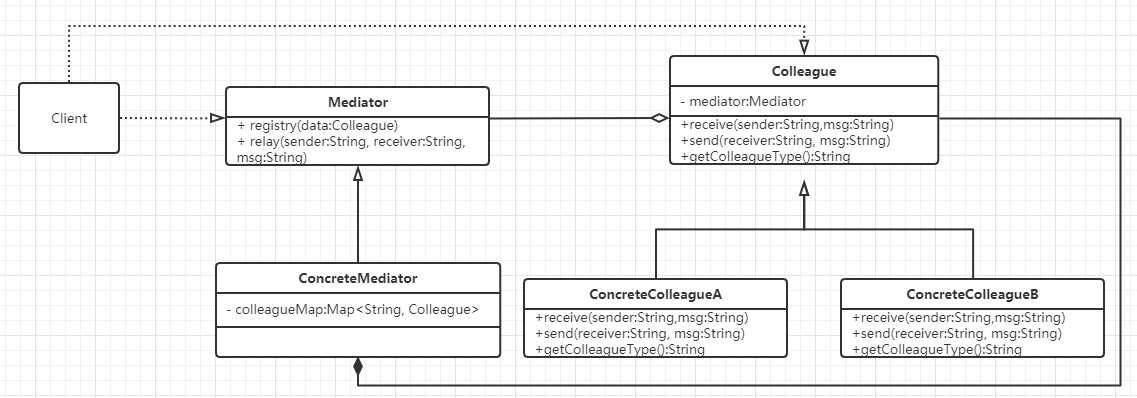 Client
Mediator
+ registry(data:Colleague)
+ relay(sender:String, receiver:String,
msg:String)
Colleague
- mediator:Mediator
+receive(sender:String,msg:String)
+send(receiver:String, msg:String)
+getColleagueType():String
ConcreteMediator
- colleagueMap:Map<String, Colleague>
ConcreteColleagueA
+receive(sender:String,msg:String)
+send(receiver:String, msg:String)
+getColleagueType():String
ConcreteColleagueB
+receive(sender:String,msg:String)
+send(receiver:String, msg:String)
+getColleagueType():String